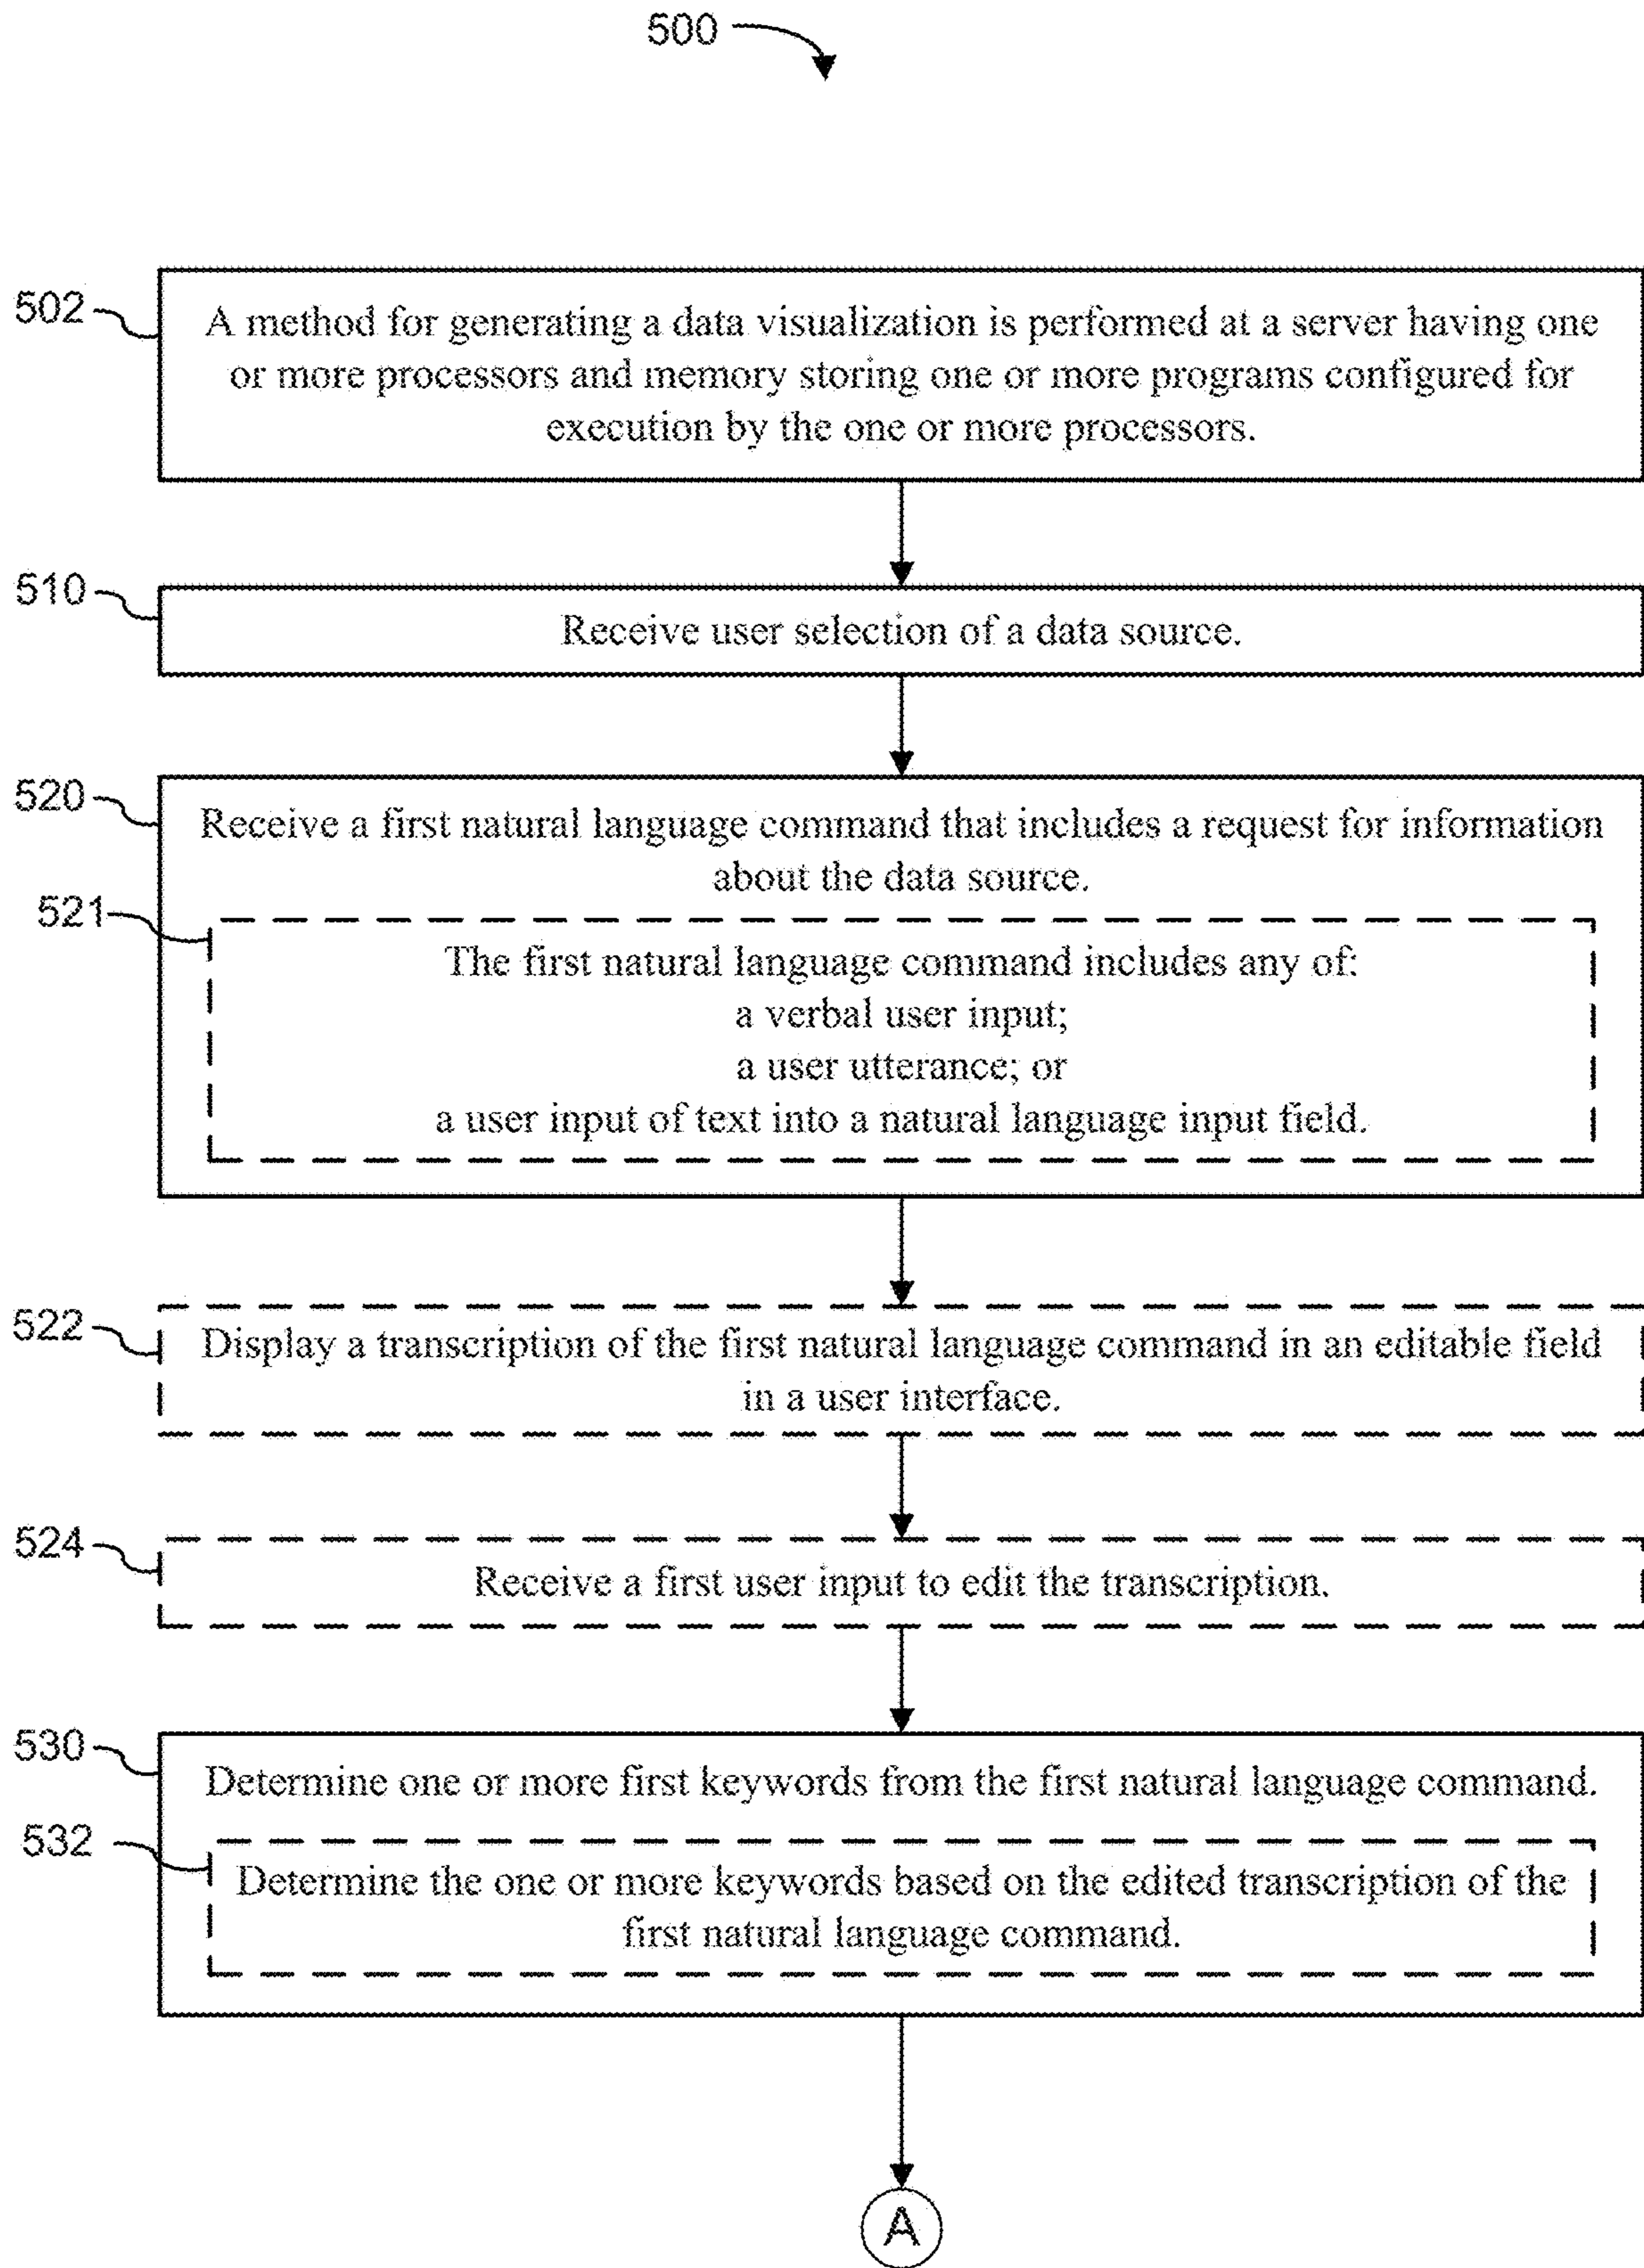 500
502
A method for generating a data visualization is performed at a server having one
or more processors and memory storing one or more programs configured for
execution by the one or more processors.
510
Receive user selection of a data source.
520
Receive a first natural language command that includes a request for information
about the data source.
521
The first natural language command includes any of:
a verbal user input;
a user utterance; or
a user input of text into a natural language input field.
522
Display a transcription of the first natural language command in an editable field
in a user interface.
524
Receive a first user input to edit the transcription.
530
Determine one or more first keywords from the first natural language command.
532
Determine the one or more keywords based on the edited transcription of the
first natural language command.
A